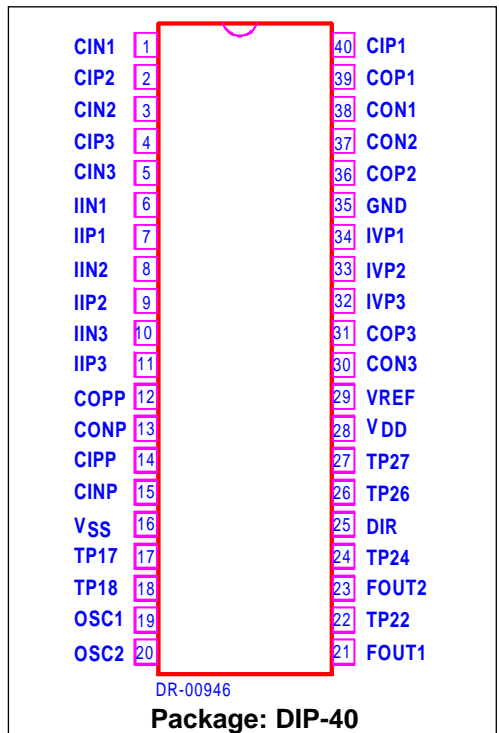 CIN1 1 40 CIP1
CIP2 2 39 COP1
CIN2 3 38 CON1
CIP3 4 37 CON2
CIN3 5 36 COP2
IIN1 6 35 GND
IIP1 7 34 IVP1
IIN2 8 33 IVP2
IIP2 9 32 IVP3
IIN3 10 31 COP3
IIP3 11 30 CON3
COPP 12 29 VREF
CONP 13 28 VDD
CIPP 14 27 TP27
CINP 15 26 TP26
VSS 16 25 DIR
TP17 17 24 TP24
TP18 18 23 FOUT2
OSC1 19 22 TP22
OSC2 20 21 FOUT1
DR-00946
Package: DIP-40